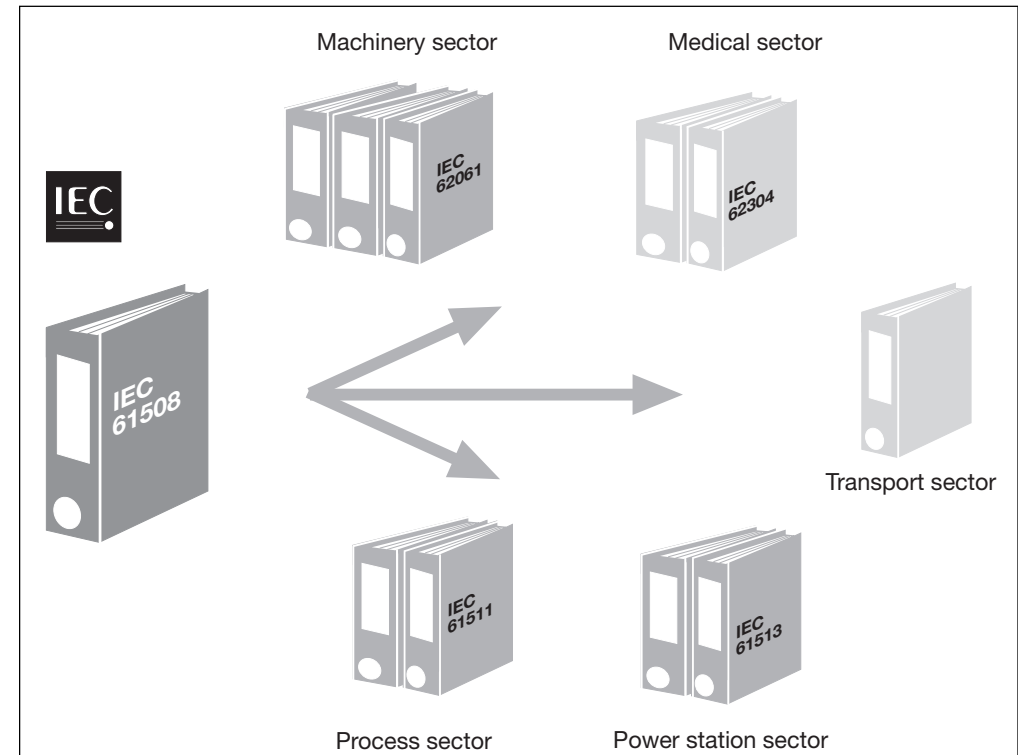 Machinery sector
Medical sector
IEC
62061
IEC
62304
IEC
IEC
61508
Transport sector
IEC
61511
IEC
61513
Process sector
Power station sector